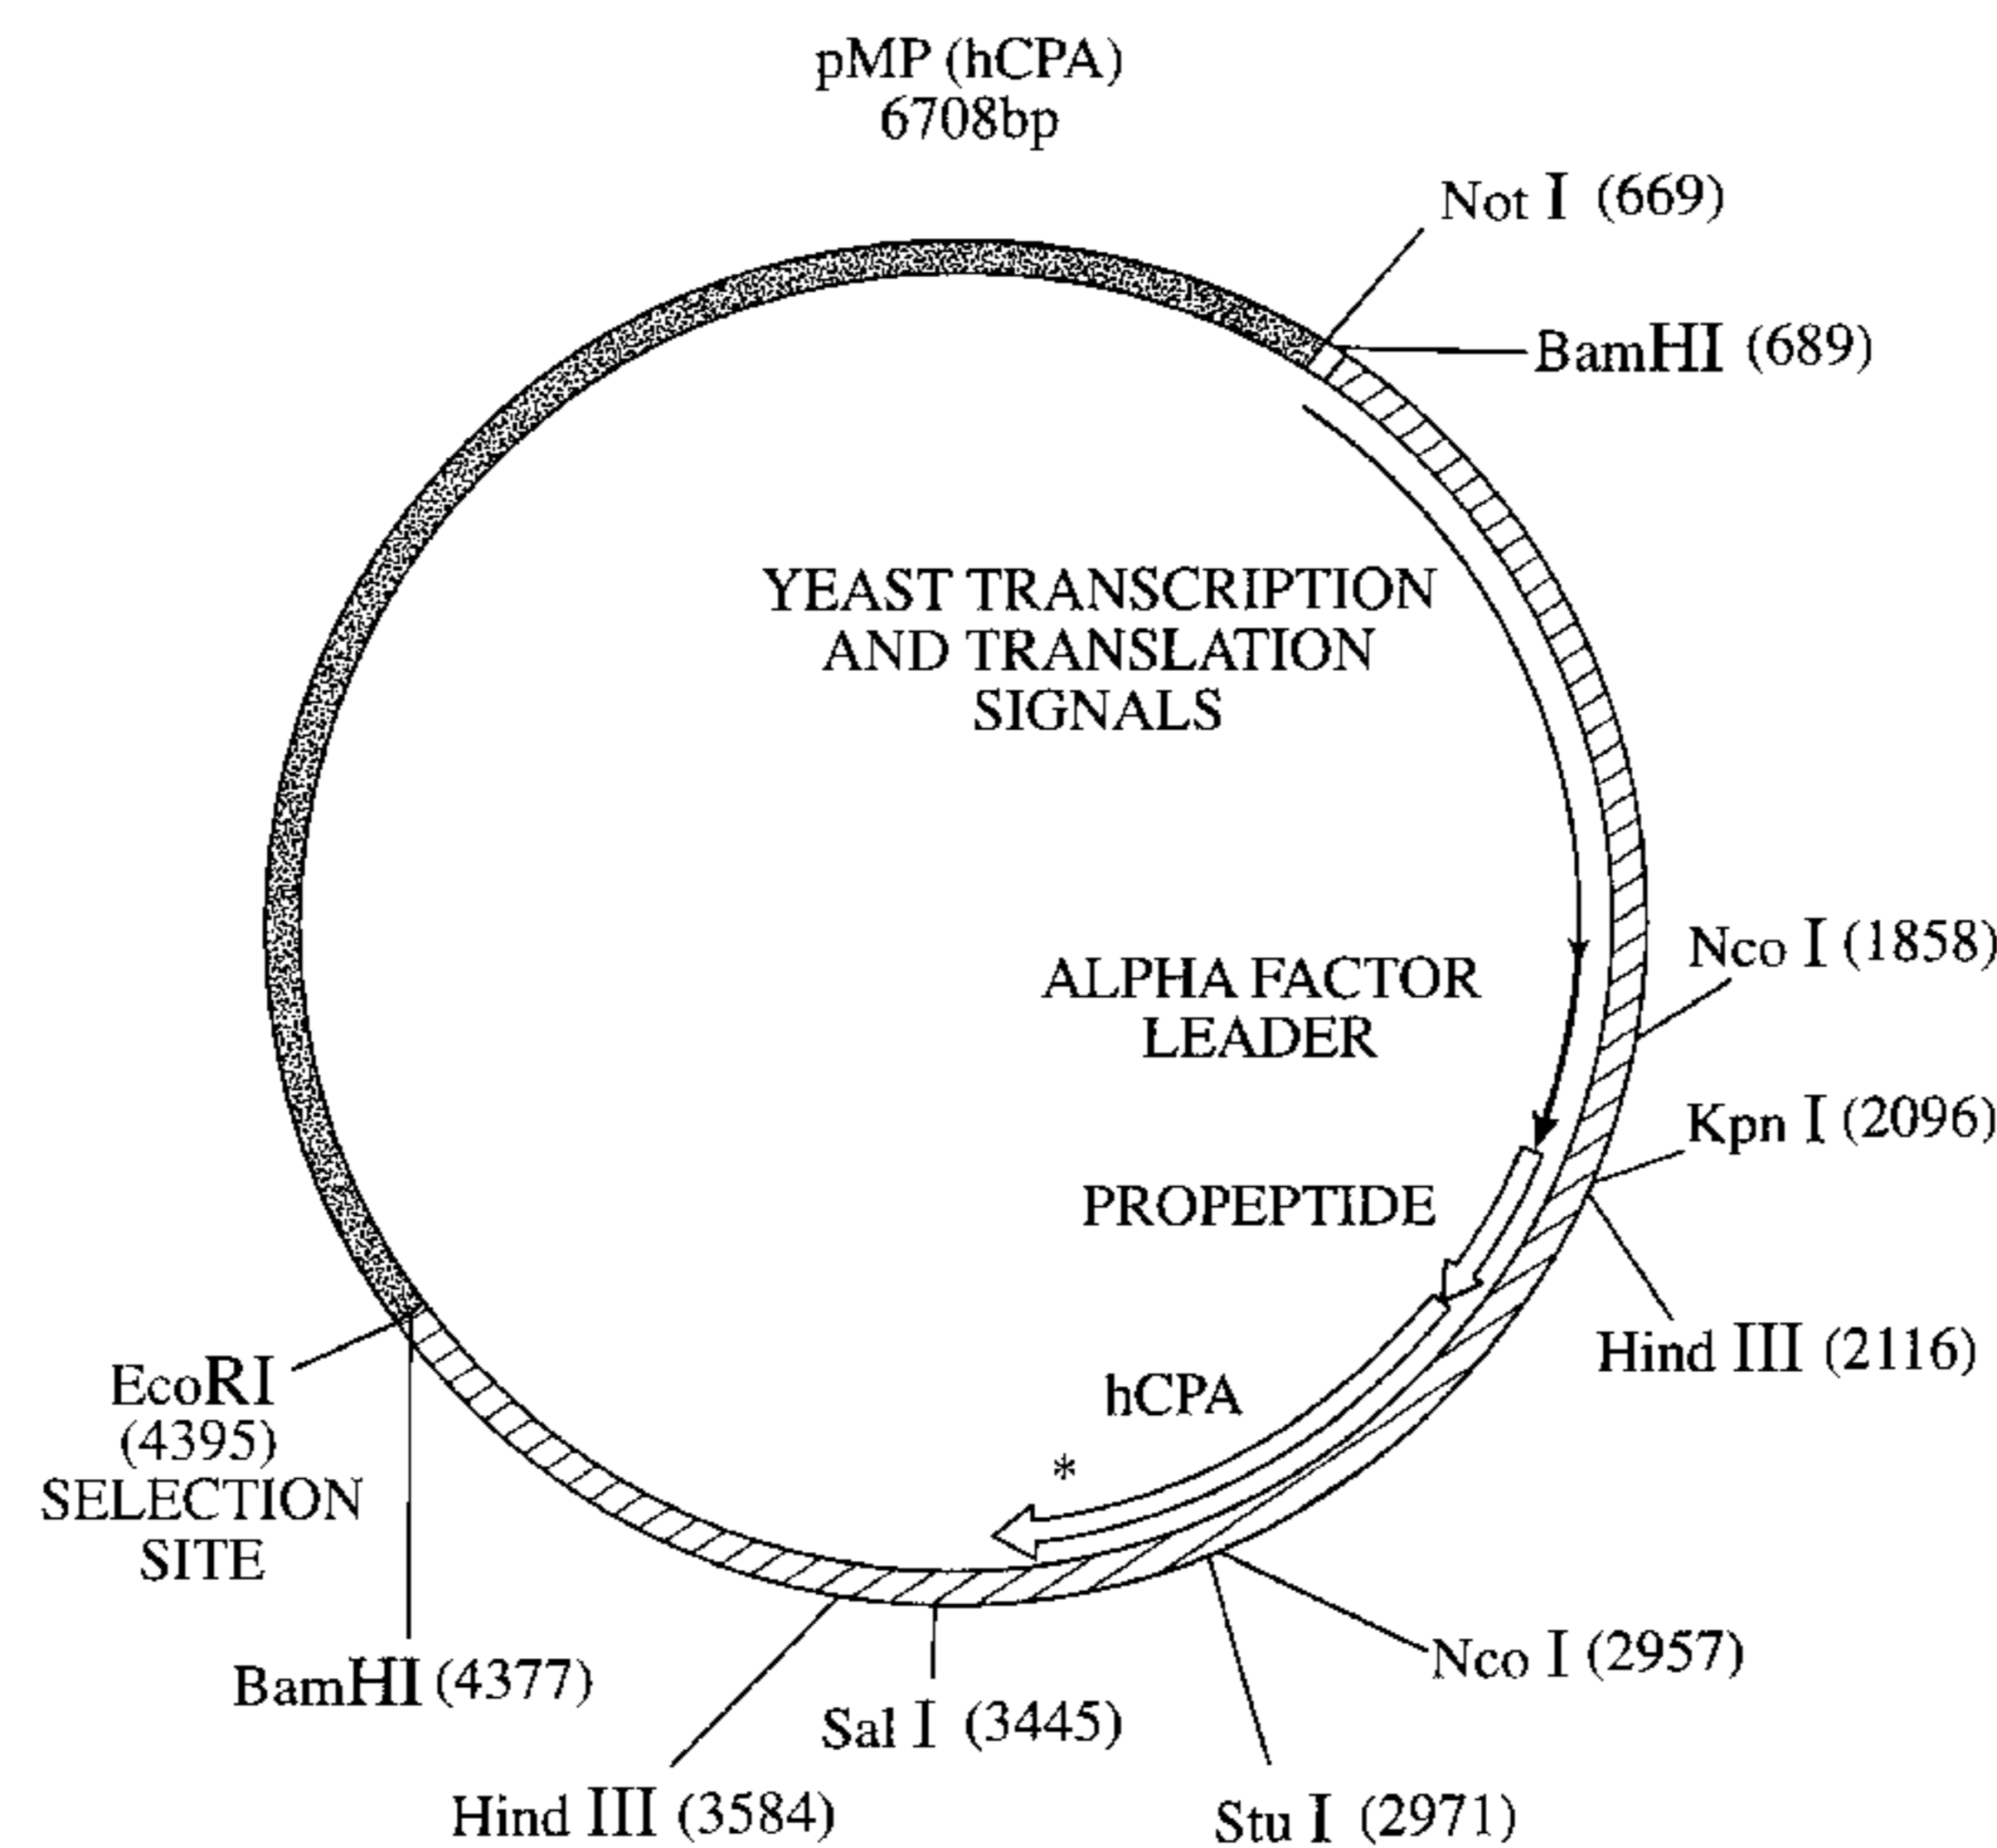 pMP (hCPA)
6708bp
Not I (669)
BamHI (689)
YEAST TRANSCRIPTION
AND TRANSLATION
SIGNALS
Nco I (1858)
ALPHA FACTOR
LEADER
Kpn I (2096)
PROPEPTIDE
Hind III (2116)
EcoRI
(4395)
SELECTION
SITE
hCPA
*
Nco I (2957)
BamHI (4377)
Sal I (3445)
Hind III (3584)
Stu I (2971)